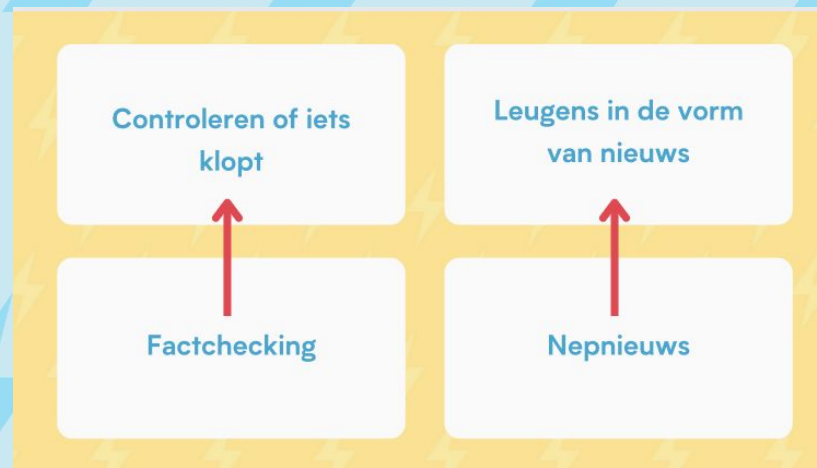 Controleren of iets
klopt
Leugens in de vorm
van nieuws
Factchecking
Nepnieuws